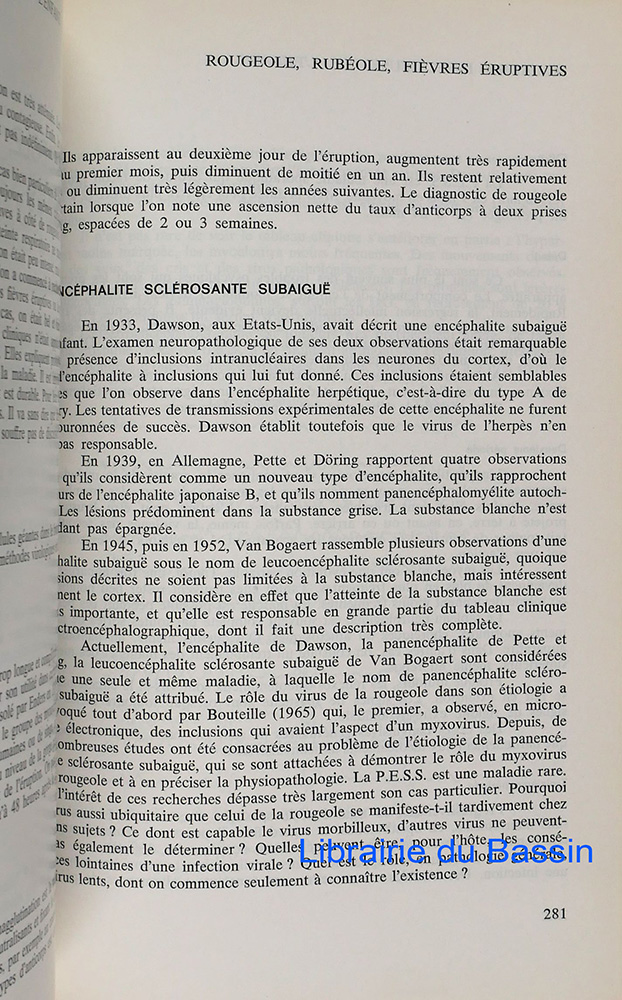 ROUGEOLE, RUBÉOLE, FIÈVRES ÉRUPTIVES
Ils apparaissent au deuxième jour de l'éruption, augmentent très rapidement
au premier mois, puis diminuent de moitié en un an. Ils restent relativement
ou diminuent très légèrement les années suivantes. Le diagnostic de rougeole
tain lorsque l'on note une ascension nette du taux d'anticorps à deux prises
g, espacées de 2 ou 3 semaines.
NCÉPHALITE SCLÉROSANTE SUBAIGUË
En 1933, Dawson, aux Etats-Unis, avait décrit une encéphalite subaiguë
fant. L'examen neuropathologique de ses deux observations était remarquable
présence d'inclusions intranucléaires dans les neurones du cortex, d'où le
l'encéphalite à inclusions qui lui fut donné. Ces inclusions étaient semblables
es que l'on observe dans l'encéphalite herpétique, c'est-à-dire du type A de
ry. Les tentatives de transmissions expérimentales de cette encéphalite ne furent
ouronnées de succès. Dawson établit toutefois que le virus de l'herpès n'en
pas responsable.
En 1939, en Allemagne, Pette et Döring rapportent quatre observations
qu'ils considèrent comme un nouveau type d'encéphalite, qu'ils rapprochent
urs de l'encéphalite japonaise B, et qu'ils nomment panencéphalomyélite autoch-
Les lésions prédominent dans la substance grise. La substance blanche n'est
dant pas épargnée.
En 1945, puis en 1952, Van Bogaert rassemble plusieurs observations d'une
halite subaiguë sous le nom de leucoencéphalite sclérosante subaiguë, quoique
sions décrites ne soient pas limitées à la substance blanche, mais intéressent
nent le cortex. Il considère en effet que l'atteinte de la substance blanche est
s importante, et qu'elle est responsable en grande partie du tableau clinique
ctroencéphalographique, dont il fait une description très complète.
Actuellement, l'encéphalite de Dawson, la panencéphalite de Pette et
g, la leucoencéphalite sclérosante subaiguë de Van Bogaert sont considérées
e une seule et même maladie, à laquelle le nom de panencéphalite scléro-
subaiguë a été attribué. Le rôle du virus de la rougeole dans son étiologie a
voqué tout d'abord par Bouteille (1965) qui, le premier, a observé, en micro-
e électronique, des inclusions qui avaient l'aspect d'un myxovirus. Depuis, de
ombreuses études ont été consacrées au problème de l'étiologie de la panencé-
e sclérosante subaiguë, qui se sont attachées à démontrer le rôle du myxovirus
rougeole et à en préciser la physiopathologie. La P.E.S.S. est une maladie rare.
l'intérêt de ces recherches dépasse très largement son cas particulier. Pourquoi
rus aussi ubiquitaire que celui de la rougeole se manifeste-t-il tardivement chez
ns sujets ? Ce dont est capable le virus morbilleux, d'autres virus ne peuvent-
as également le déterminer ? Quelles peuvent être, pour l'hôte, les consé-
ces lointaines d'une infection virale ? Quel est le rôle, en pathologie générale,
irus lents, dont on commence seulement à connaître l'existence ?
Librairie du Bassin
281